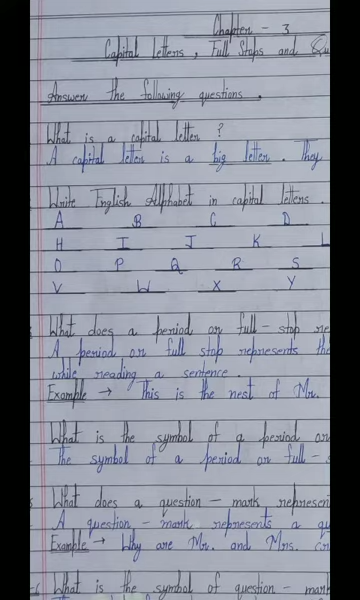 Chapter - 3
Capital letters, Full Stops and Qu
Answer the following questions.
What is a capital letter ?
A capital letter is a big letter. They
Write English Alphabet in capital letters.
A B C D
H I J K L
O P Q R S
V W X Y
What does a period or full-stop re
A period or full stop represents the
while reading a sentence.
Example → This is the nest of Mr.
What is the symbol of a period or
The symbol of a period or full-
What does a question-mark represent
A question-mark represents a qu
Example → Why are Mr. and Mrs.
What is the symbol of question-mark